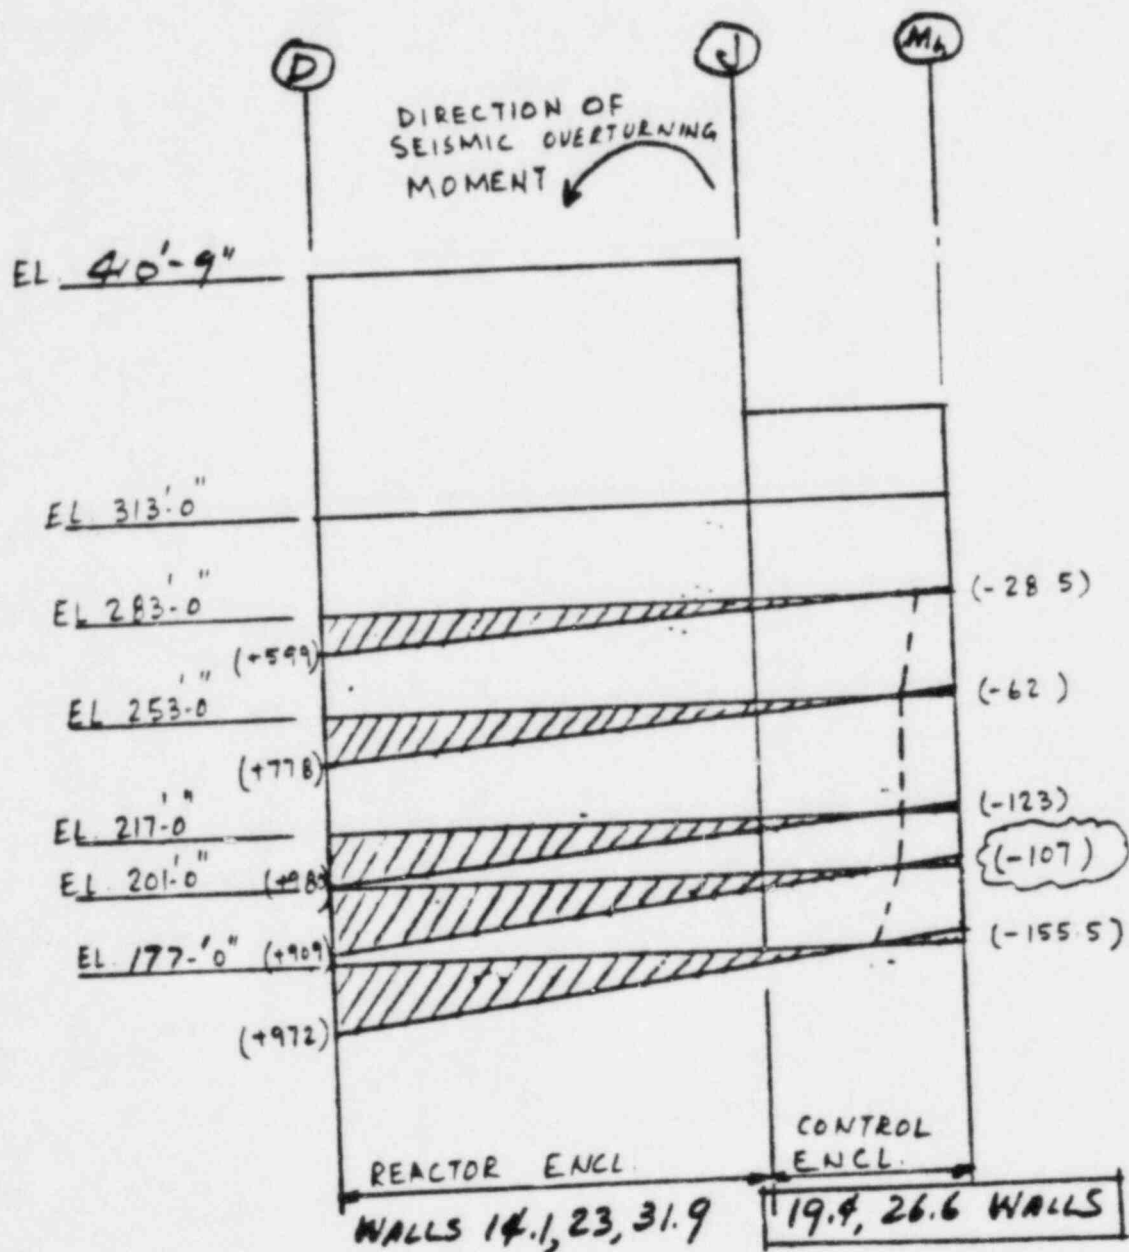 D
J
Mh
DIRECTION OF
SEISMIC OVERTURNING
MOMENT
EL. 410'-9"
EL. 313'-0"
EL 283'-0"
(-28 5)
(+599)
EL 253'-0"
(-62 )
(+778)
EL. 217'-0"
(-123)
EL. 201'-0"
(-107)
EL. 177-'0"
(+909)
(-155.5)
(+972)
REACTOR ENCL.
CONTROL
ENCL.
WALLS 14.1, 23, 31.9
19.4, 26.6 WALLS